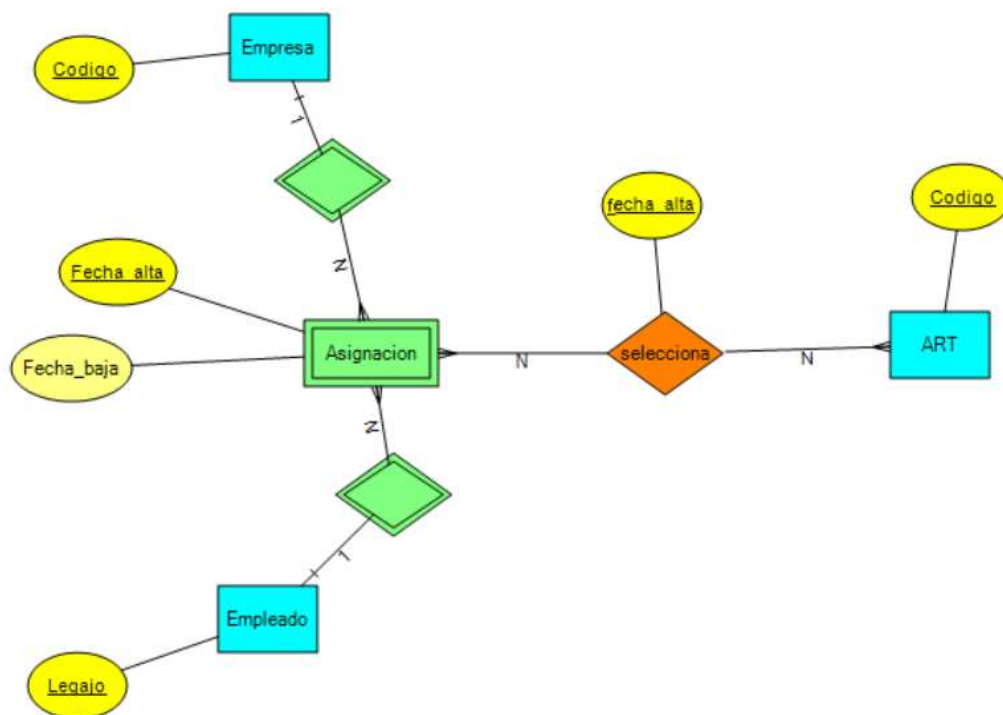 Empresa
Codigo
1
N
fecha_alta
Codigo
Fecha_alta
Asignacion
N
selecciona
N
ART
Fecha_baja
N
1
Empleado
Legajo